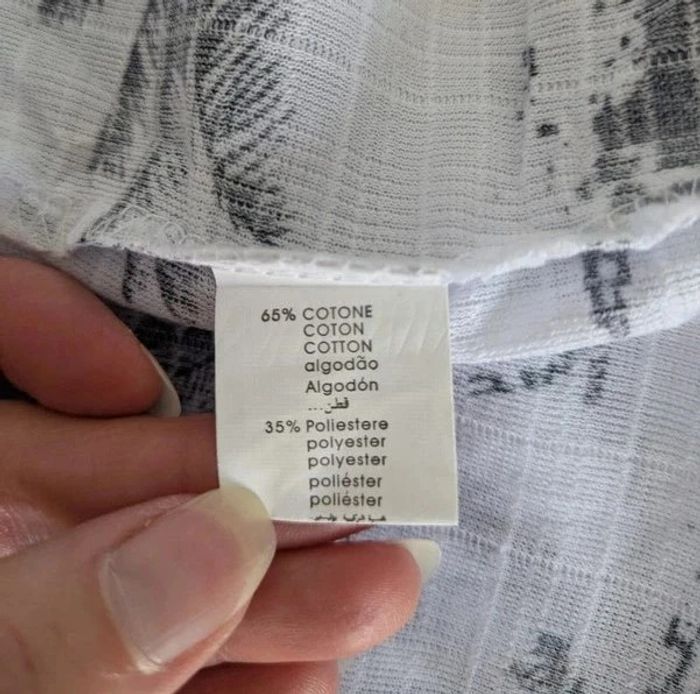 65% COTONE
COTON
COTTON
algodão
Algodón
قطن...
35% Poliestere
polyester
polyester
poliéster
poliéster